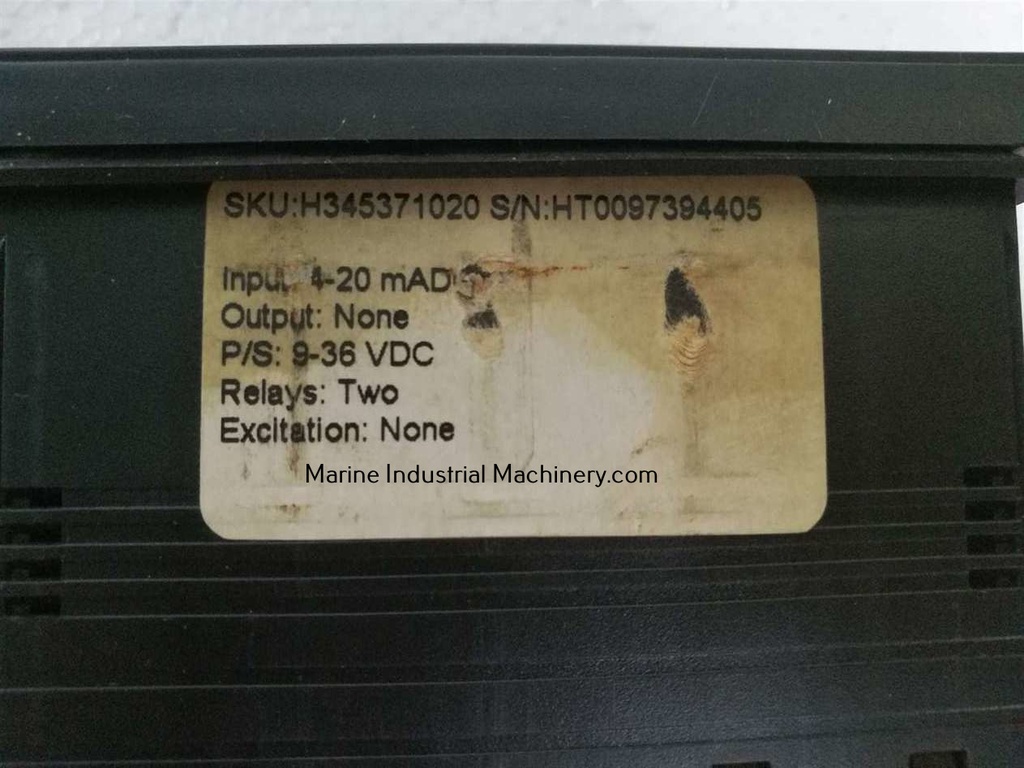 SKU:H345371020 S/N:HT0097394405
Input: 4-20 mADC
Output: None
P/S: 9-36 VDC
Relays: Two
Excitation: None
Marine Industrial Machinery.com